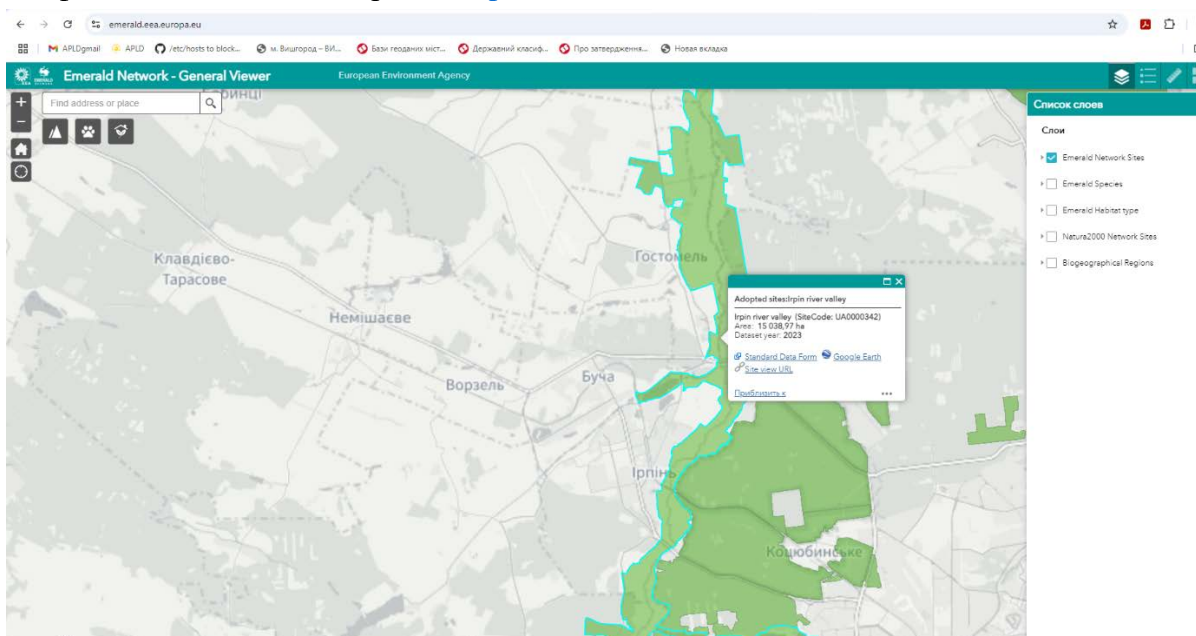 emerald.eea.europa.eu
APLDgmail
APLD
/etc/hosts to block...
м. Вишгород – ВИ...
Бази геоданих міст...
Державний класиф...
Про затвердження...
Новая вкладка
Emerald Network - General Viewer
European Environment Agency
Find address or place
Список слоев
Слои
Emerald Network Sites
Emerald Species
Emerald Habitat type
Natura2000 Network Sites
Biogeographical Regions
Клавдієво-
Тарасове
Гостомель
Немішаєве
Ворзель
Буча
Ірпінь
Коцюбинське
Adopted sites:Irpin river valley
Irpin river valley (SiteCode: UA0000342)
Area: 15 038,97 ha
Dataset year: 2023
Standard Data Form Google Earth
Site view URL
Приблизить к